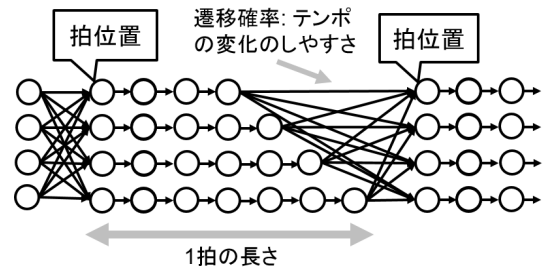 拍位置
遷移確率: テンポ
の変化のしやすさ
拍位置
1拍の長さ